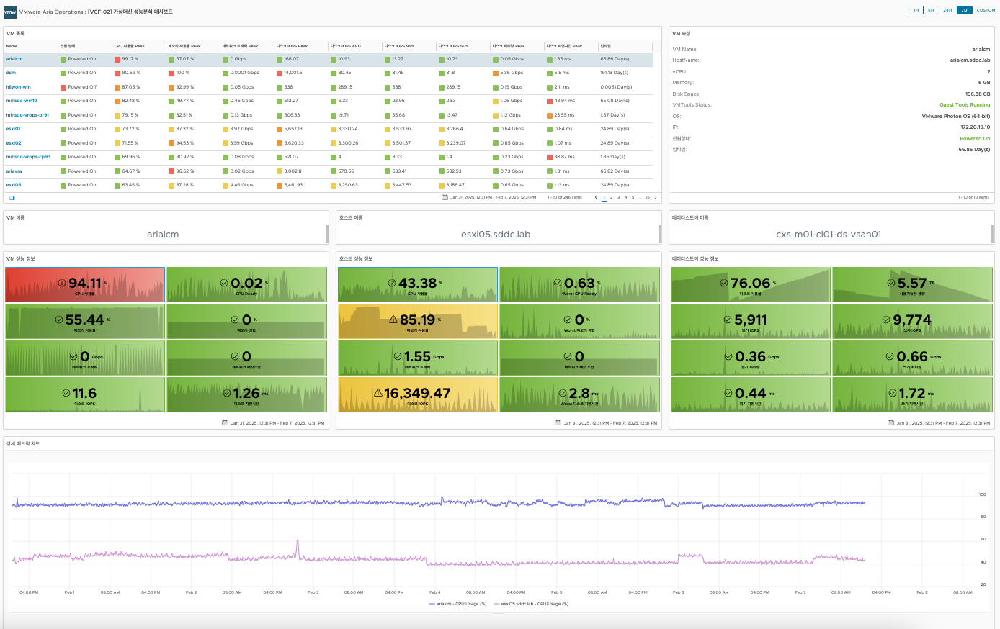 vmw VMware Aria Operations : [VCF-02] 가상머신 성능분석 대시보드
1H 6H 24H 7D CUSTOM
VM 목록
Name 전원 상태 CPU 사용율 Peak 메모리 사용율 Peak 네트워크 트래픽 Peak 디스크 IOPS Peak 디스크 IOPS AVG 디스크 IOPS 95% 디스크 IOPS 50% 디스크 처리량 Peak 디스크 지연시간 Peak 업타임
arialcm Powered On 99.17 % 57.07 % 0 Gbps 166.07 10.93 13.27 10.73 0.05 Gbps 1.85 ms 66.86 Day(s)
dsm Powered On 90.69 % 100 % 0.0001 Gbps 14,001.6 80.46 81.49 31.8 5.36 Gbps 6.5 ms 191.13 Day(s)
hjiwon-win Powered Off 87.05 % 92.99 % 0.05 Gbps 538 289.15 538 289.15 0.19 Gbps 2.11 ms 0.0061 Day(s)
minsoo-win19 Powered On 82.48 % 49.77 % 0.46 Gbps 512.27 6.33 23.96 2.53 1.06 Gbps 43.94 ms 65.08 Day(s)
minsoo-vrops-pr91 Powered On 79.15 % 82.51 % 0.13 Gbps 606.33 19.71 35.68 13.47 1.12 Gbps 23.55 ms 1.87 Day(s)
esxi01 Powered On 73.72 % 87.32 % 3.97 Gbps 5,657.13 3,330.24 3,533.97 3,266.4 0.64 Gbps 0.84 ms 24.89 Day(s)
esxi02 Powered On 71.55 % 94.53 % 3.59 Gbps 5,620.33 3,300.26 3,501.37 3,239.07 0.65 Gbps 1.07 ms 24.89 Day(s)
minsoo-vrops-cp93 Powered On 69.96 % 80.92 % 0.08 Gbps 521.07 4 8.33 1.4 0.23 Gbps 38.87 ms 1.86 Day(s)
ariavra Powered On 64.67 % 96.62 % 0.02 Gbps 3,002.8 570.56 633.41 582.53 0.73 Gbps 1.31 ms 66.82 Day(s)
esxi03 Powered On 63.45 % 87.28 % 4.46 Gbps 5,461.93 3,250.63 3,447.53 3,186.47 0.65 Gbps 1.13 ms 24.89 Day(s)
Jan 31, 2025, 12:31 PM - Feb 7, 2025, 12:31 PM 1 - 10 of 246 items ‹ 1 2 3 4 5 ... 25 ›
VM 속성
VM Name: arialcm
HostName: arialcm.sddc.lab
vCPU: 2
Memory: 6 GB
Disk Space: 196.88 GB
VMTools Status: Guest Tools Running
OS: VMware Photon OS (64-bit)
IP: 172.20.19.10
전원상태: Powered On
업타임: 66.86 Day(s)
1 - 10 of 10 items
VM 이름
arialcm
호스트 이름
esxi05.sddc.lab
데이터스토어 이름
cxs-m01-cl01-ds-vsan01
VM 성능 정보
94.11 %
CPU 사용율
0.02 %
CPU Ready
55.44 %
메모리 사용율
0 %
메모리 경합
0 Gbps
네트워크 트래픽
0
네트워크 패킷드랍
11.6
디스크 IOPS
1.26 ms
디스크 지연시간
Jan 31, 2025, 12:31 PM - Feb 7, 2025, 12:31 PM
호스트 성능 정보
43.38 %
CPU 사용율
0.63 %
Worst CPU Ready
85.19 %
메모리 사용율
0 %
Worst 메모리 경합
1.55 Gbps
네트워크 트래픽
0
네트워크 패킷 드랍
16,349.47
디스크 IOPS
2.8 ms
Worst 디스크 지연시간
Jan 31, 2025, 12:31 PM - Feb 7, 2025, 12:31 PM
데이터스토어 성능 정보
76.06 %
디스크 사용율
5.57 TB
사용가능한 용량
5,911
읽기 IOPS
9,774
쓰기 IOPS
0.36 Gbps
읽기 처리량
0.66 Gbps
쓰기 처리량
0.44 ms
읽기 지연시간
1.72 ms
쓰기 지연시간
Jan 31, 2025, 12:31 PM - Feb 7, 2025, 12:31 PM
상세 메트릭 차트
100
80
60
40
20
04:00 PM Feb 1 08:00 AM 04:00 PM Feb 2 08:00 AM 04:00 PM Feb 3 08:00 AM 04:00 PM Feb 4 08:00 AM 04:00 PM Feb 5 08:00 AM 04:00 PM Feb 6 08:00 AM 04:00 PM Feb 7 08:00 AM 04:00 PM Feb 8 08:00 AM
arialcm - CPU|Usage (%) esxi05.sddc.lab - CPU|Usage (%)